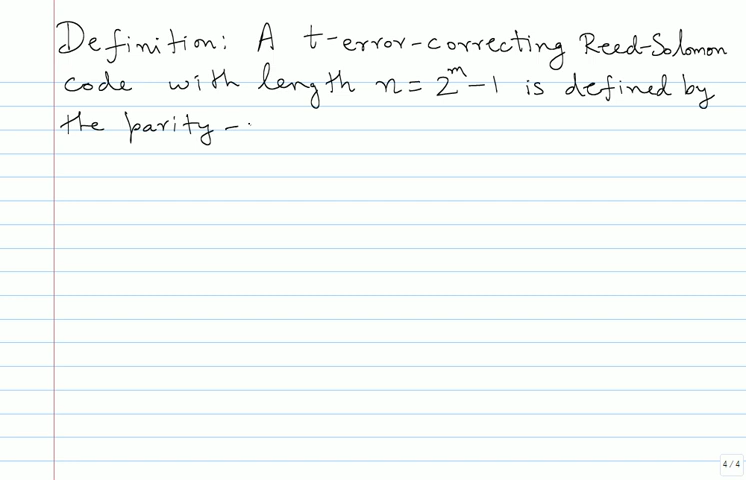 Definition: A t-error-correcting Reed-Solomon
code with length n = 2^m - 1 is defined by
the parity -
4 / 4